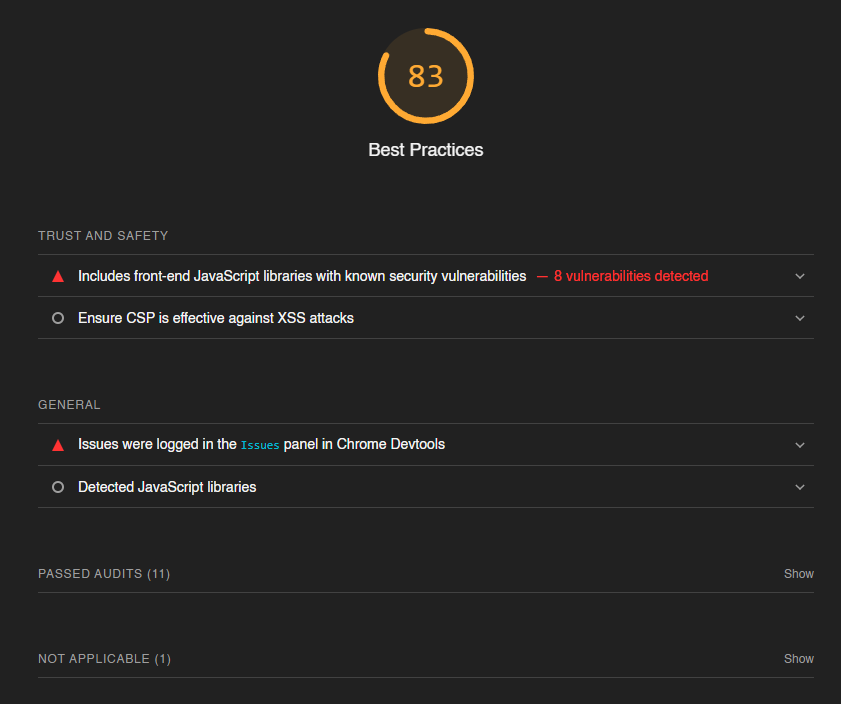 83
Best Practices
TRUST AND SAFETY
Includes front-end JavaScript libraries with known security vulnerabilities — 8 vulnerabilities detected
Ensure CSP is effective against XSS attacks
GENERAL
Issues were logged in the Issues panel in Chrome Devtools
Detected JavaScript libraries
PASSED AUDITS (11) Show
NOT APPLICABLE (1) Show